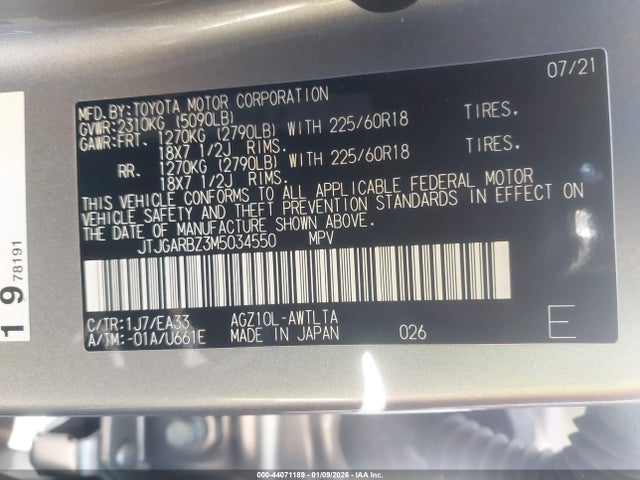 07/21
MFD.BY:TOYOTA MOTOR CORPORATION
GVWR:2310KG (5090LB)
GAWR:FRT. 1270KG (2790LB) WITH 225/60R18 TIRES.
18X7 1/2J RIMS.
RR. 1270KG (2790LB) WITH 225/60R18 TIRES.
18X7 1/2J RIMS.
THIS VEHICLE CONFORMS TO ALL APPLICABLE FEDERAL MOTOR
VEHICLE SAFETY AND THEFT PREVENTION STANDARDS IN EFFECT ON
THE DATE OF MANUFACTURE SHOWN ABOVE.
JTJGARBZ3M5034550 MPV
C/TR:1J7/EA33 AGZ10L-AWTLTA
A/TM:-01A/U661E MADE IN JAPAN 026 E
19 78191
000-44071189 - 01/09/2026 - IAA Inc.